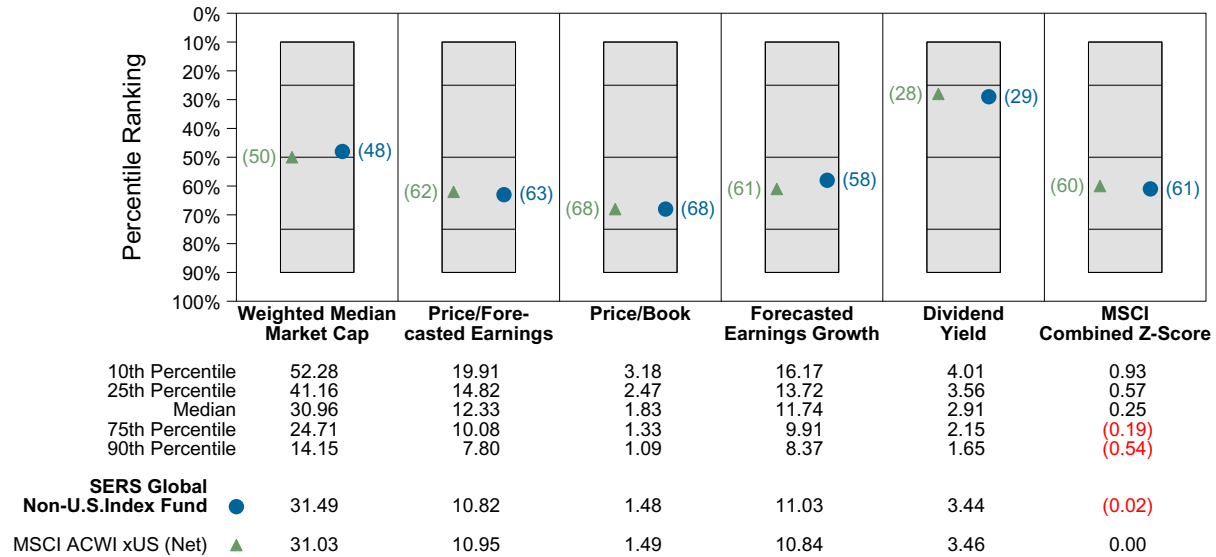 Percentile Ranking
0%
10%
20%
30%
40%
50%
60%
70%
80%
90%
100%
(50) (48)
(62) (63)
(68) (68)
(61) (58)
(28) (29)
(60) (61)
Weighted Median Market Cap
Price/Fore-casted Earnings
Price/Book
Forecasted Earnings Growth
Dividend Yield
MSCI Combined Z-Score
10th Percentile 52.28 19.91 3.18 16.17 4.01 0.93
25th Percentile 41.16 14.82 2.47 13.72 3.56 0.57
Median 30.96 12.33 1.83 11.74 2.91 0.25
75th Percentile 24.71 10.08 1.33 9.91 2.15 (0.19)
90th Percentile 14.15 7.80 1.09 8.37 1.65 (0.54)
SERS Global
Non-U.S.Index Fund 31.49 10.82 1.48 11.03 3.44 (0.02)
MSCI ACWI xUS (Net) 31.03 10.95 1.49 10.84 3.46 0.00